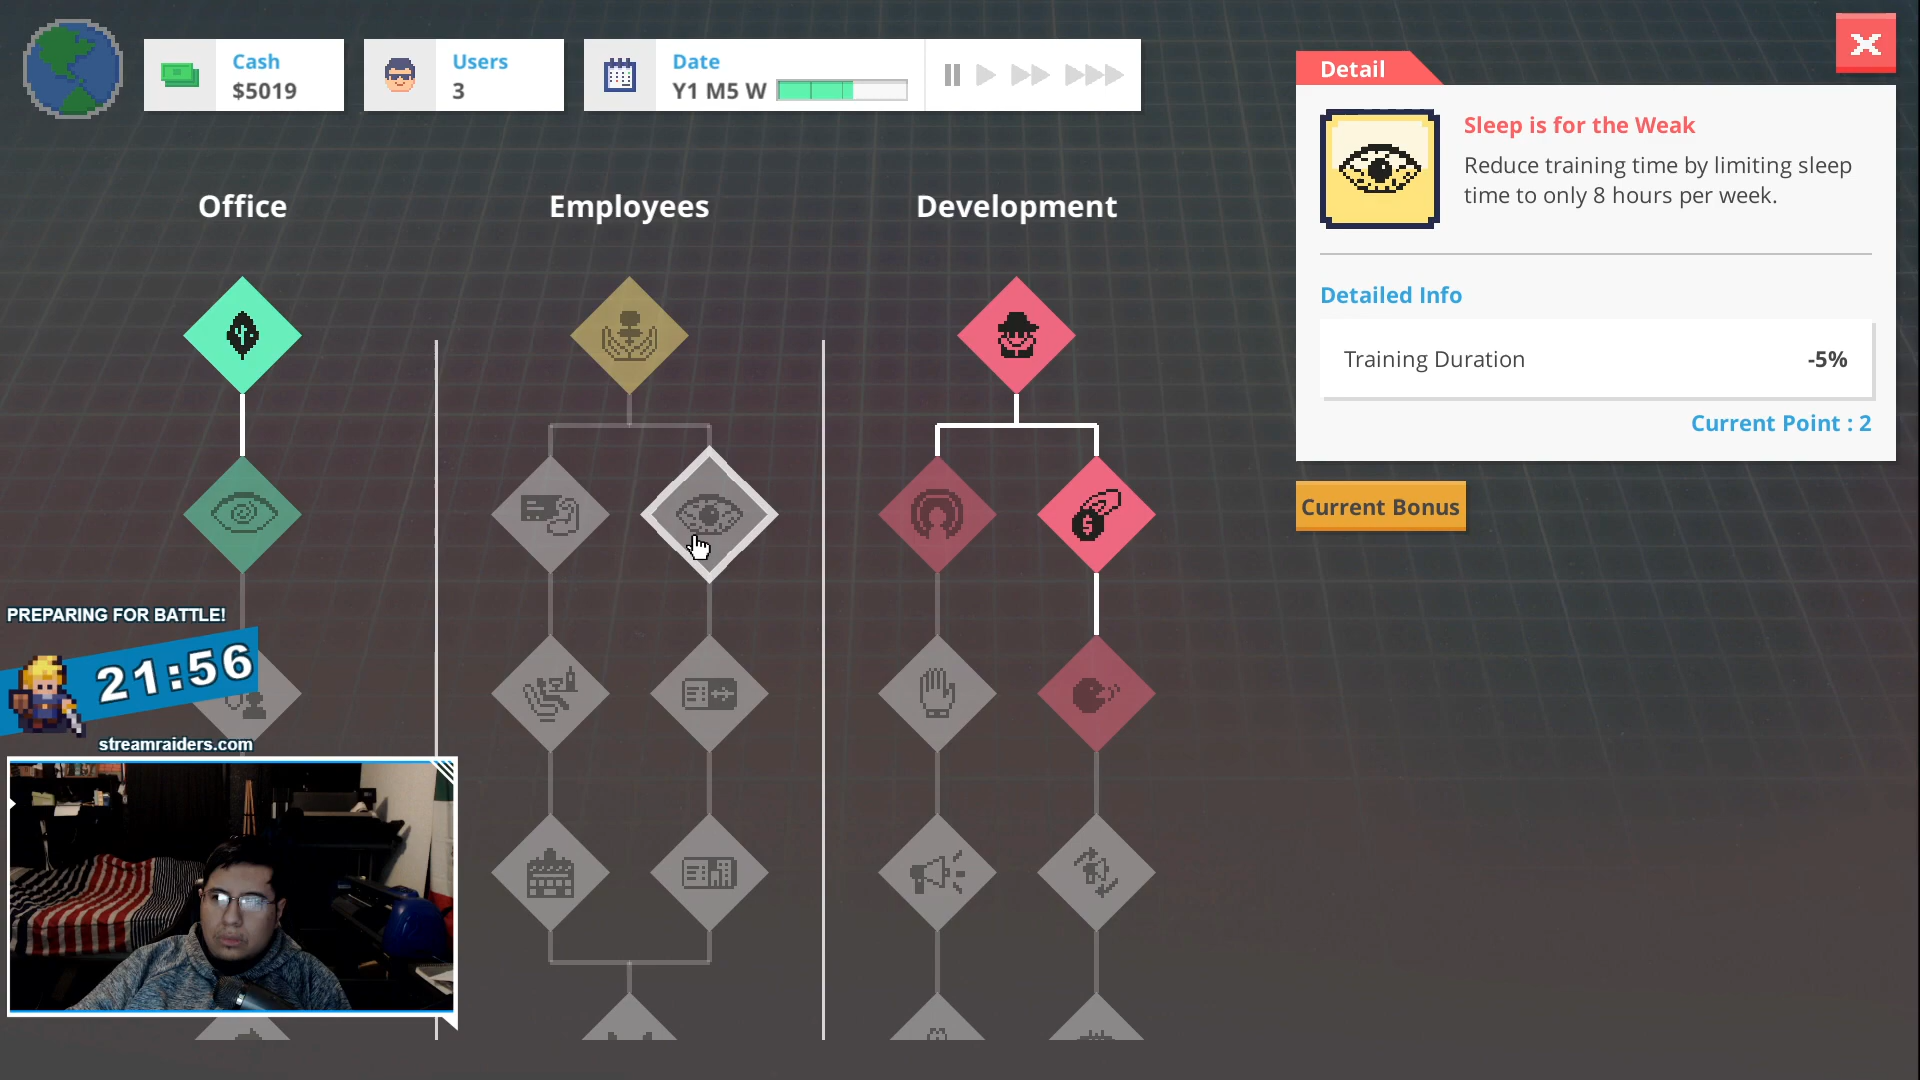 Cash
$5019
Users
3
Date
Y1 M5 W
Detail
Sleep is for the Weak
Reduce training time by limiting sleep
time to only 8 hours per week.
Detailed Info
Training Duration -5%
Current Point : 2
Current Bonus
Office
Employees
Development
PREPARING FOR BATTLE!
21:56
streamraiders.com